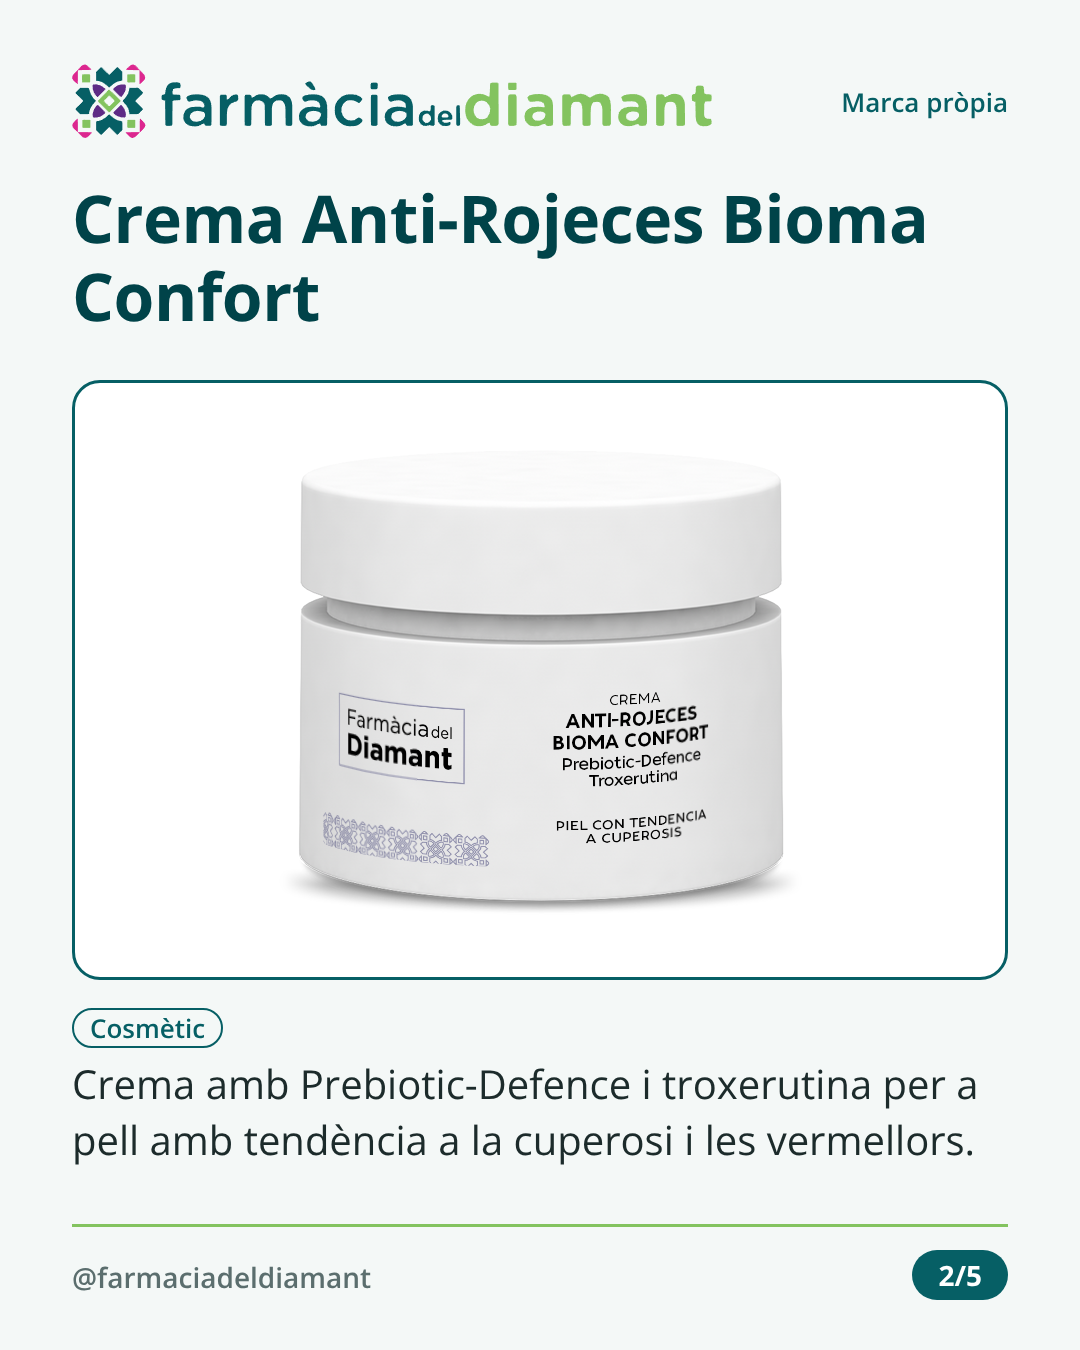 farmàciadeldiamant
Marca pròpia
Crema Anti-Rojeces Bioma
Confort
Farmàcia del
Diamant
CREMA
ANTI-ROJECES
BIOMA CONFORT
Prebiotic-Defence
Troxerutina
PIEL CON TENDENCIA
A CUPEROSIS
Cosmètic
Crema amb Prebiotic-Defence i troxerutina per a
pell amb tendència a la cuperosi i les vermellors.
@farmaciadeldiamant
2/5